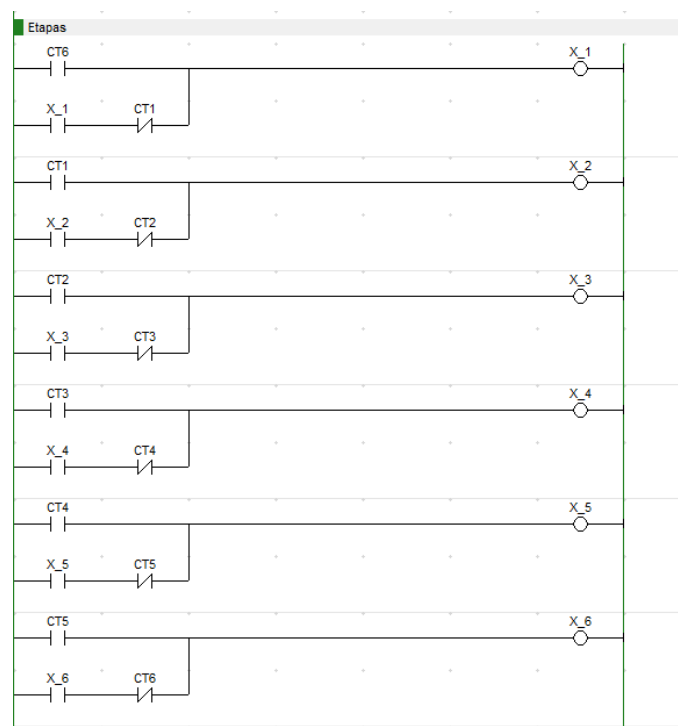 Etapas
CT6 X_1
X_1 CT1
CT1 X_2
X_2 CT2
CT2 X_3
X_3 CT3
CT3 X_4
X_4 CT4
CT4 X_5
X_5 CT5
CT5 X_6
X_6 CT6